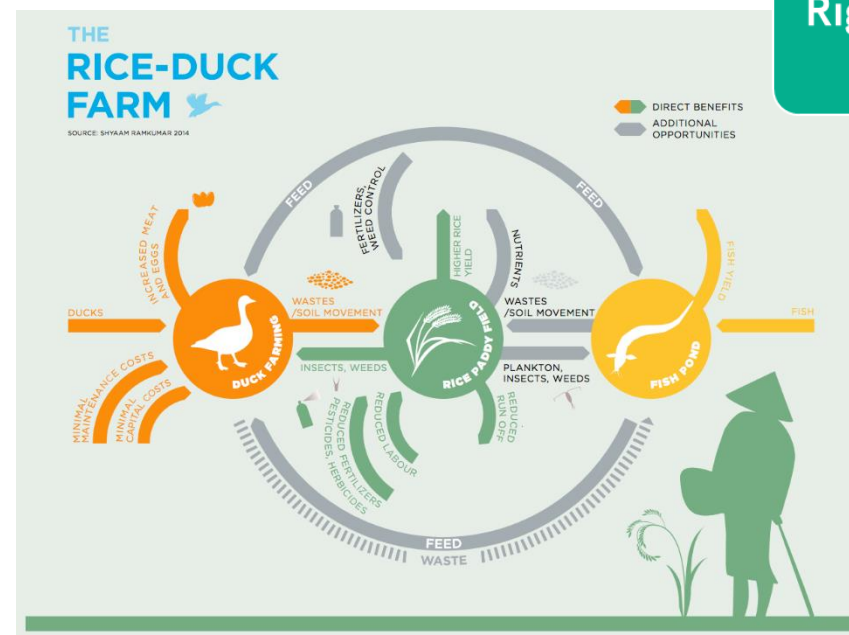 THE
RICE-DUCK
FARM
SOURCE: SHYAAM RAMKUMAR 2014
DIRECT BENEFITS
ADDITIONAL
OPPORTUNITIES
FEED
FERTILIZERS,
WEED CONTROL
FEED
INCREASED MEAT
AND EGGS
HIGHER RICE
YIELD
NUTRIENTS
FISH YIELD
DUCKS
WASTES
/SOIL MOVEMENT
WASTES
/SOIL MOVEMENT
FISH
DUCK FARMING
RICE PADDY FIELD
FISH POND
INSECTS, WEEDS
PLANKTON,
INSECTS, WEEDS
MINIMAL
MAINTENANCE COSTS
MINIMAL
CAPITAL COSTS
REDUCED FERTILIZERS
PESTICIDES, HERBICIDES
REDUCED LABOUR
REDUCED
RUN OFF
FEED
WASTE